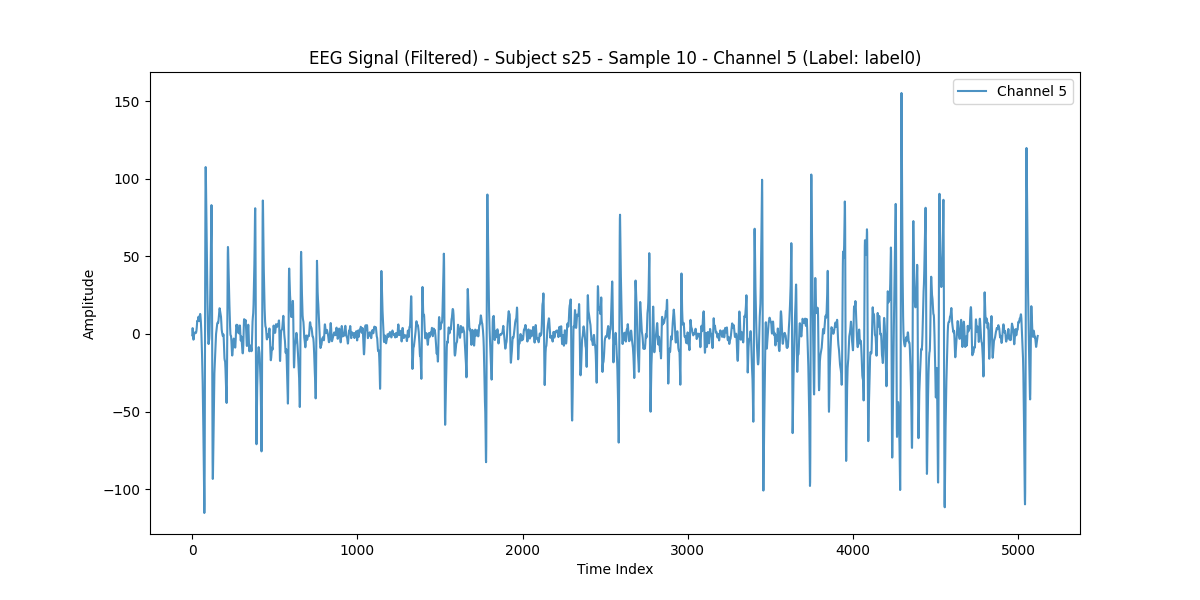 EEG Signal (Filtered) - Subject s25 - Sample 10 - Channel 5 (Label: label0)
Channel 5
150
100
50
0
−50
−100
Amplitude
0 1000 2000 3000 4000 5000
Time Index